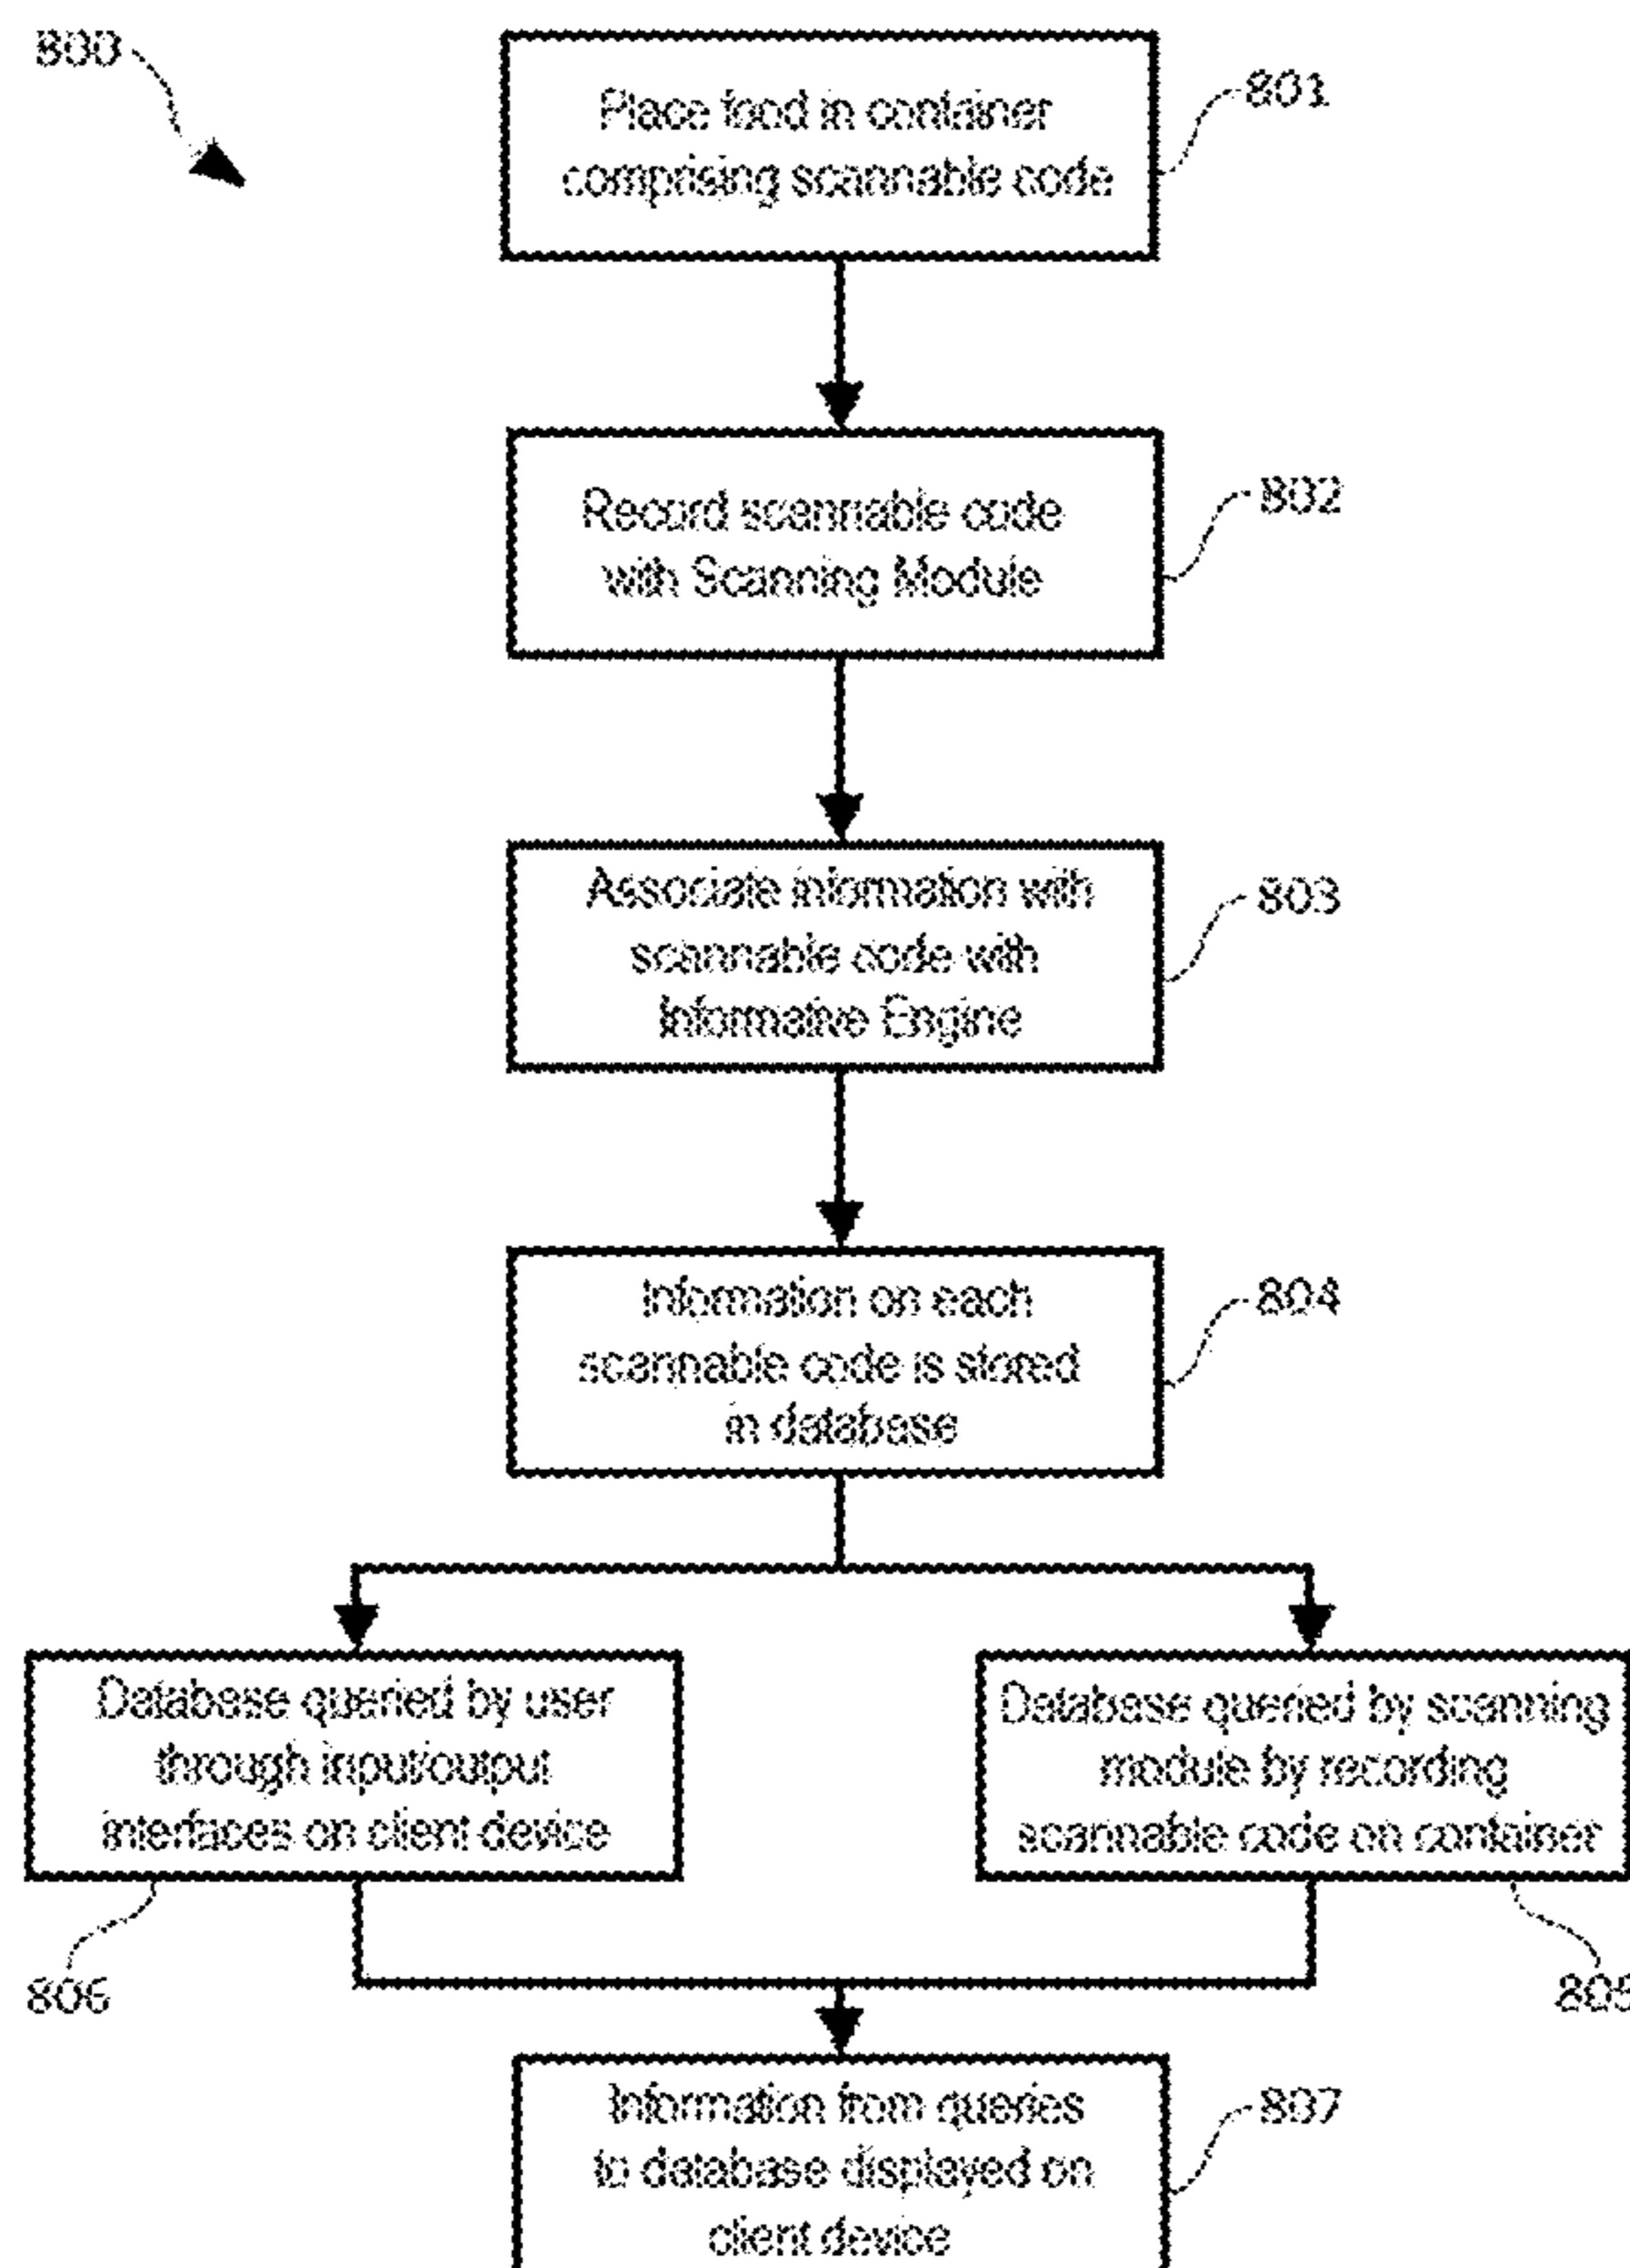 800
Place food in container
comprising scannable code
801
Record scannable code
with Scanning Module
802
Associate information with
scannable code with
Informative Engine
803
Information on each
scannable code is stored
in database
804
Database queried by user
through input/output
interfaces on client device
806
Database queried by scanning
module by recording
scannable code on container
805
Information from queries
to database displayed on
client device
807